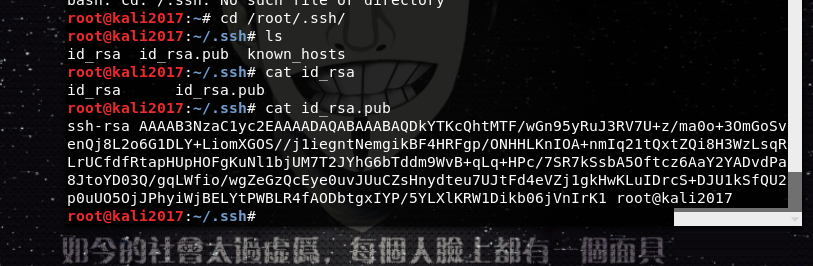 bash: cd: /.ssh: No such file or directory
root@kali2017:~# cd /root/.ssh/
root@kali2017:~/.ssh# ls
id_rsa  id_rsa.pub  known_hosts
root@kali2017:~/.ssh# cat id_rsa
id_rsa      id_rsa.pub
root@kali2017:~/.ssh# cat id_rsa.pub
ssh-rsa AAAAB3NzaC1yc2EAAAADAQABAAABAQDkYTKcQhtMTF/wGn95yRuJ3RV7U+z/ma0o+3OmGoSv
enQj8L2o6G1DLY+LiomXGOS//j1iegntNemgikBF4HRFgp/ONHHLKnIOA+nmIq21tQxtZQi8H3WzLsqR
LrUCfdfRtapHUpHOFgKuNl1bjUM7T2JYhG6bTddm9WvB+qLq+HPc/7SR7kSsbA5Oftcz6AaY2YADvdPa
8JtoYD03Q/gqLWfio/wgZeGzQcEye0uvJUuCZsHnydteu7UJtFd4eVZj1gkHwKLuIDrcS+DJU1kSfQU2
p0uUO5OjJPhyiWjBELYtPWBLR4fAODbtgxIYP/5YLXlKRW1Dikb06jVnIrK1 root@kali2017
root@kali2017:~/.ssh#
如今的社會太過虛偽，每個人臉上都有一個面具